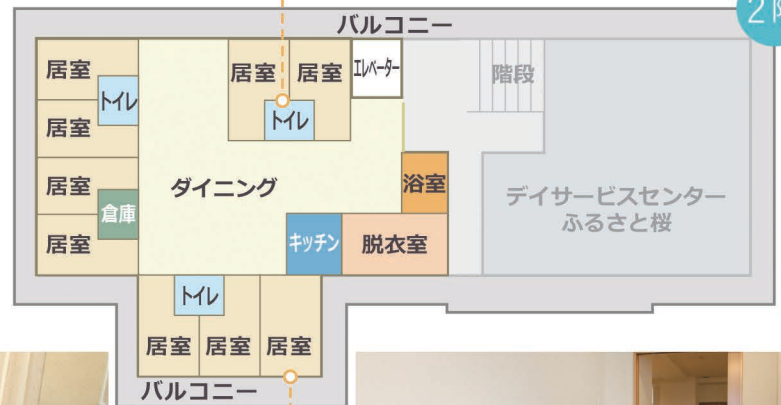 バルコニー
2階
居室
トイレ
居室
居室
倉庫
居室
居室
居室
トイレ
エレベーター
階段
ダイニング
浴室
キッチン
脱衣室
デイサービスセンター
ふるさと桜
トイレ
居室
居室
居室
バルコニー